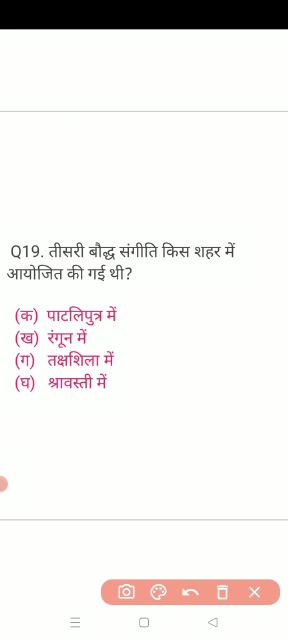 Q19. तीसरी बौद्ध संगीति किस शहर में
आयोजित की गई थी?
(क) पाटलिपुत्र में
(ख) रंगून में
(ग) तक्षशिला में
(घ) श्रावस्ती में